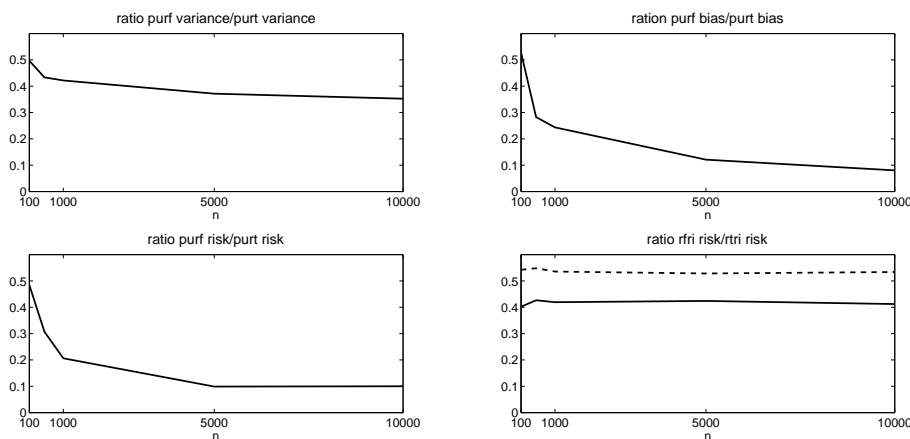 ratio purf variance/purt variance
0.5
0.4
0.3
0.2
0.1
0
100 1000 5000 10000
n
ration purf bias/purt bias
0.5
0.4
0.3
0.2
0.1
0
100 1000 5000 10000
n
ratio purf risk/purt risk
0.5
0.4
0.3
0.2
0.1
0
100 1000 5000 10000
n
ratio rfri risk/rtri risk
0.5
0.4
0.3
0.2
0.1
0
100 1000 5000 10000
n